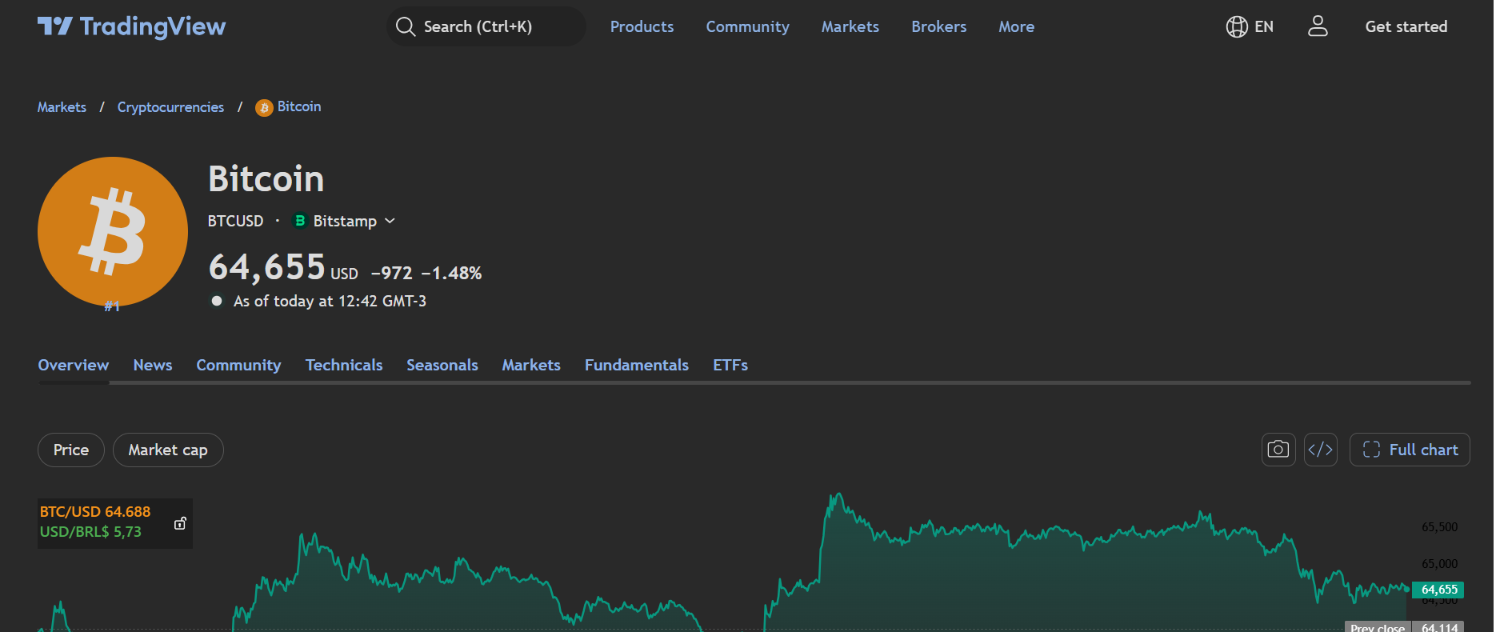 TradingView
Search (Ctrl+K)
Products
Community
Markets
Brokers
More
EN
Get started
Markets / Cryptocurrencies / Bitcoin
#1
Bitcoin
BTCUSD · Bitstamp
64,655 USD −972 −1.48%
As of today at 12:42 GMT-3
Overview
News
Community
Technicals
Seasonals
Markets
Fundamentals
ETFs
Price
Market cap
</>
Full chart
BTC/USD 64.688
USD/BRL$ 5,73
65,500
65,000
64,655
64,500
Prev close 64,114